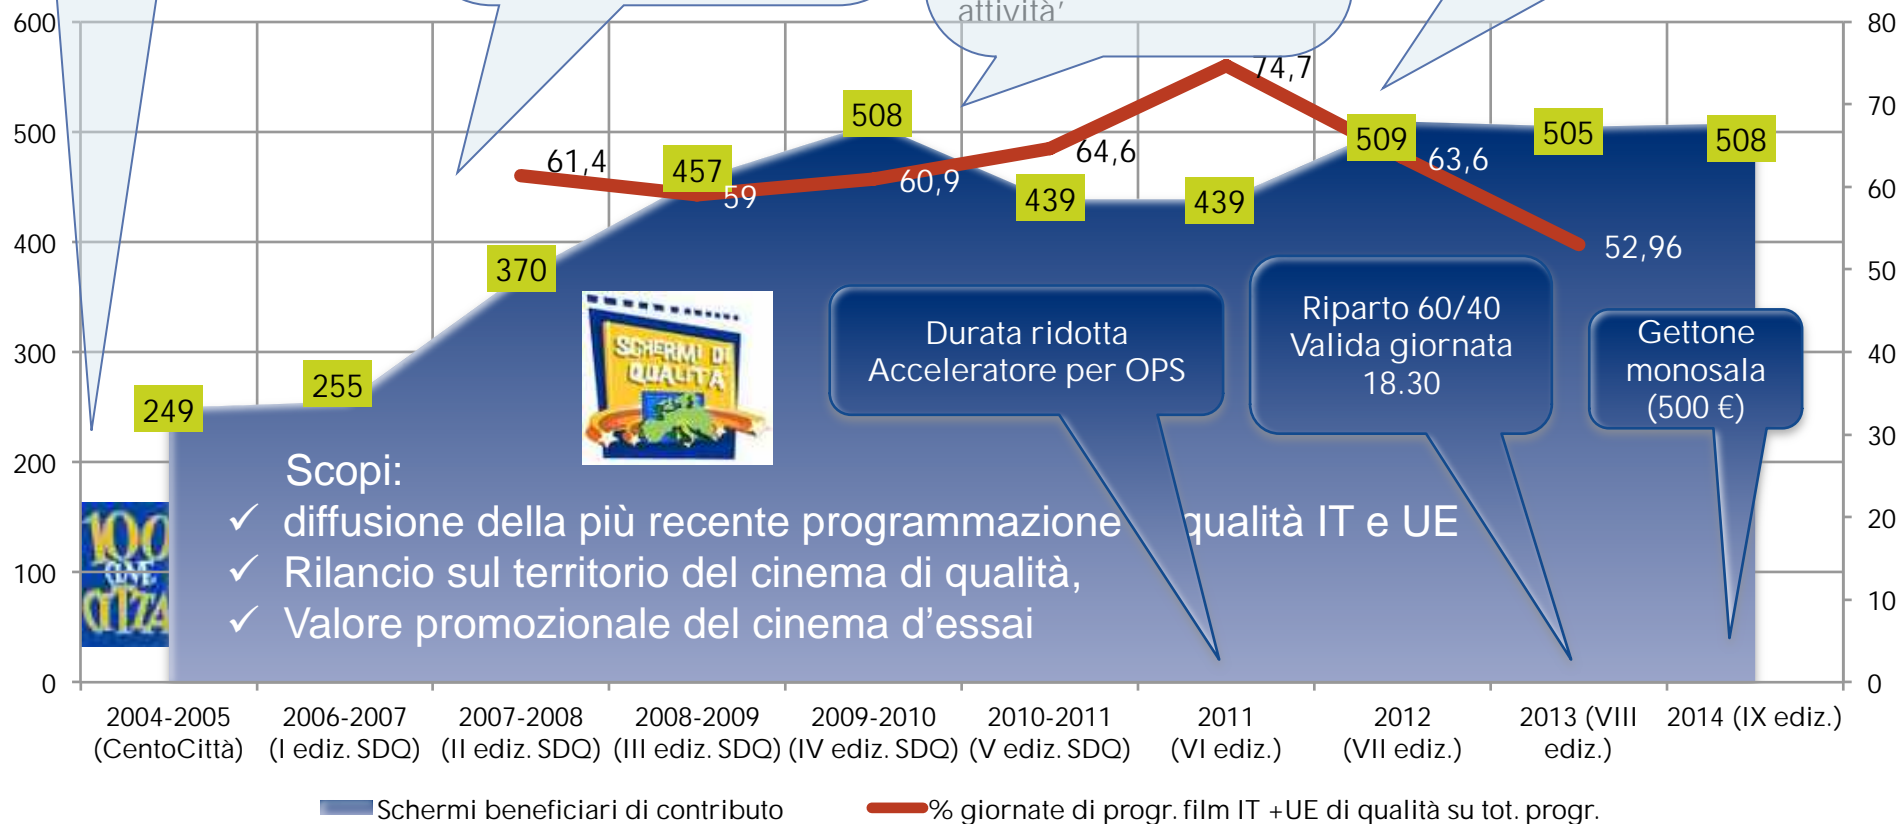 attività'
600
500
400
300
200
100
0
80
70
60
50
40
30
20
10
0
249
255
370
457
508
439
439
509
505
508
61,4
59
60,9
64,6
74,7
63,6
52,96
SCHERMI DI
QUALITÀ
100
CINE
CITTA
Durata ridotta
Acceleratore per OPS
Riparto 60/40
Valida giornata
18.30
Gettone
monosala
(500 €)
Scopi:
✓ diffusione della più recente programmazione qualità IT e UE
✓ Rilancio sul territorio del cinema di qualità,
✓ Valore promozionale del cinema d’essai
2004-2005
(CentoCittà)
2006-2007
(I ediz. SDQ)
2007-2008
(II ediz. SDQ)
2008-2009
(III ediz. SDQ)
2009-2010
(IV ediz. SDQ)
2010-2011
(V ediz. SDQ)
2011
(VI ediz.)
2012
(VII ediz.)
2013 (VIII
ediz.)
2014 (IX ediz.)
Schermi beneficiari di contributo
% giornate di progr. film IT +UE di qualità su tot. progr.